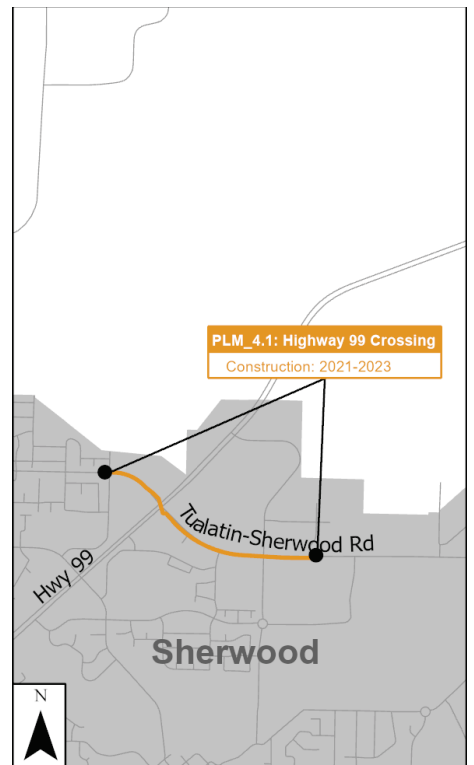 PLM_4.1: Highway 99 Crossing
Construction: 2021-2023
Tualatin-Sherwood Rd
Hwy 99
Sherwood
N